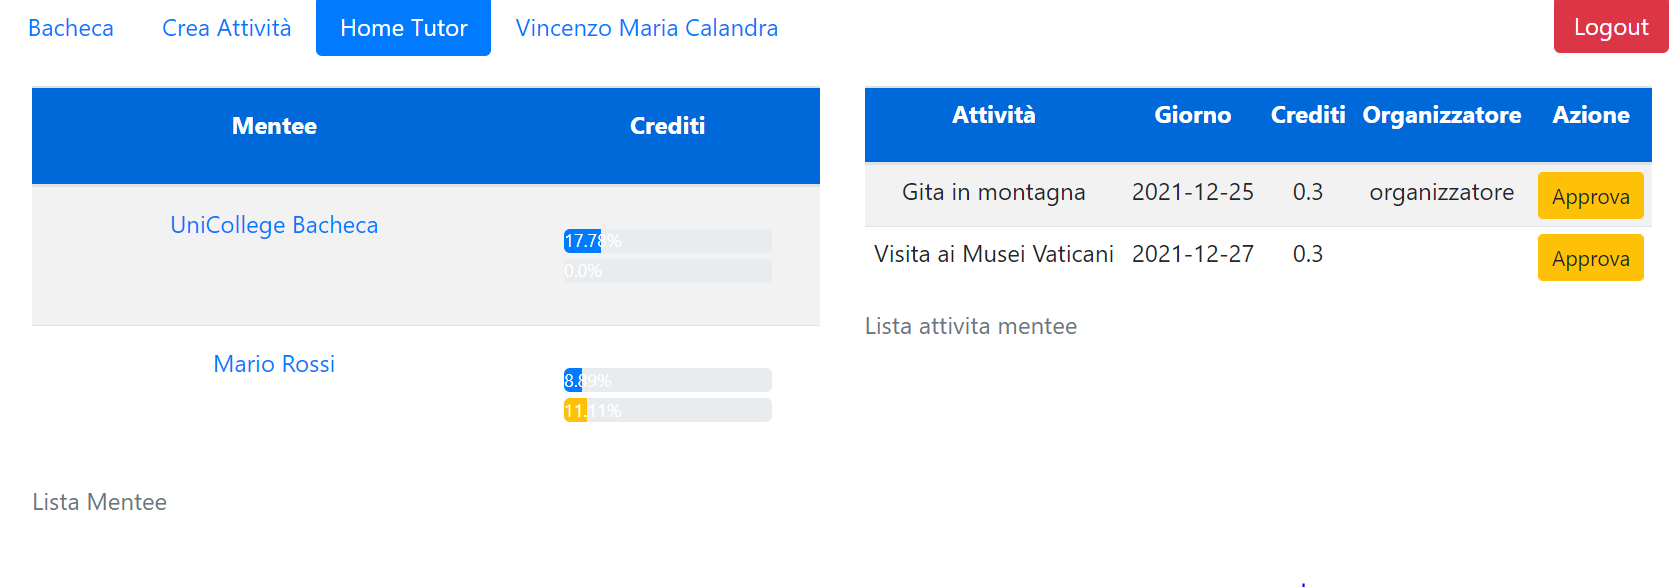 Bacheca Crea Attività Home Tutor Vincenzo Maria Calandra Logout
Mentee Crediti
UniCollege Bacheca
17.78%
0.0%
Mario Rossi
8.89%
11.11%
Lista Mentee
Attività Giorno Crediti Organizzatore Azione
Gita in montagna 2021-12-25 0.3 organizzatore Approva
Visita ai Musei Vaticani 2021-12-27 0.3 Approva
Lista attivita mentee